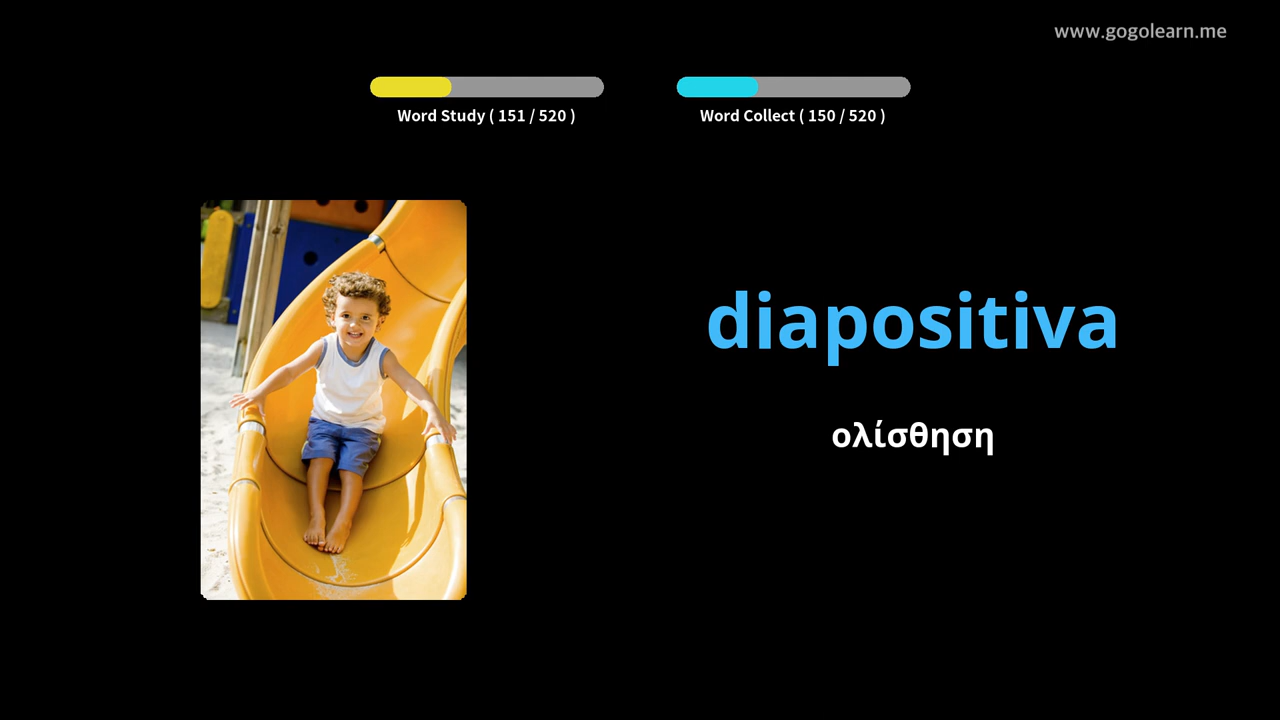 www.gogolearn.me
Word Study ( 151 / 520 )
Word Collect ( 150 / 520 )
diapositiva
ολίσθηση